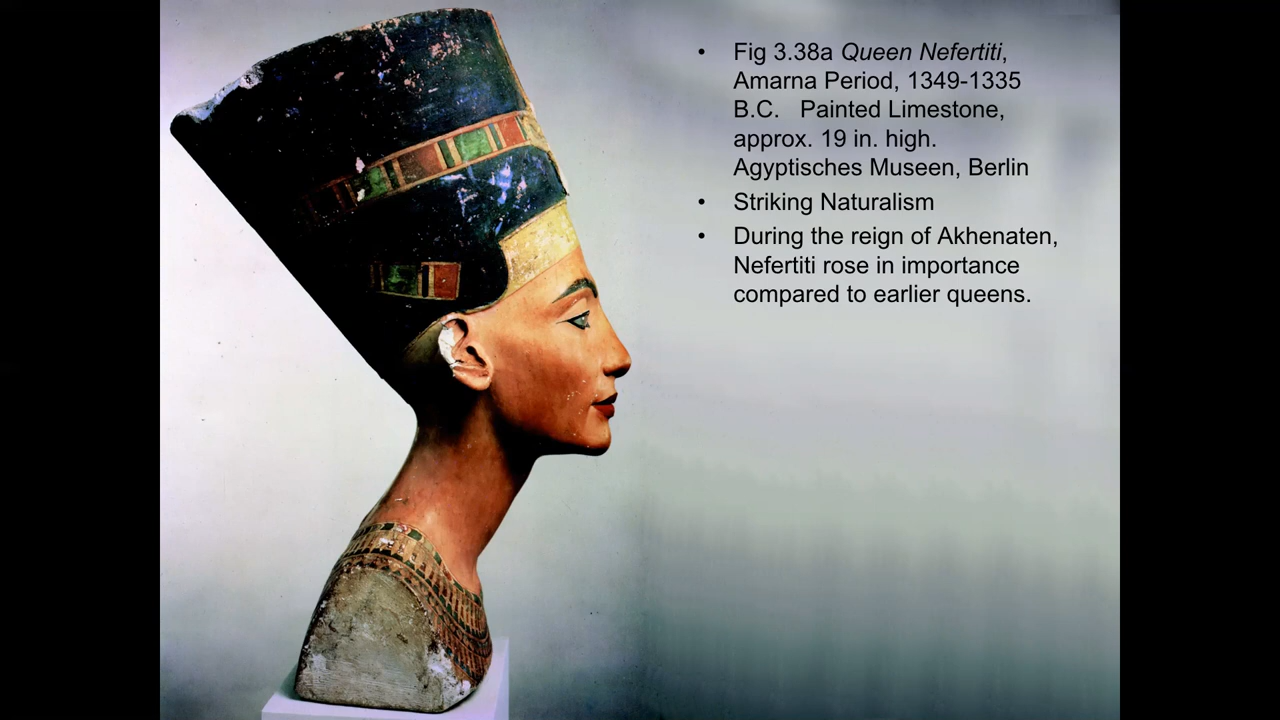 • Fig 3.38a Queen Nefertiti,
Amarna Period, 1349-1335
B.C. Painted Limestone,
approx. 19 in. high.
Agyptisches Museen, Berlin
• Striking Naturalism
• During the reign of Akhenaten,
Nefertiti rose in importance
compared to earlier queens.